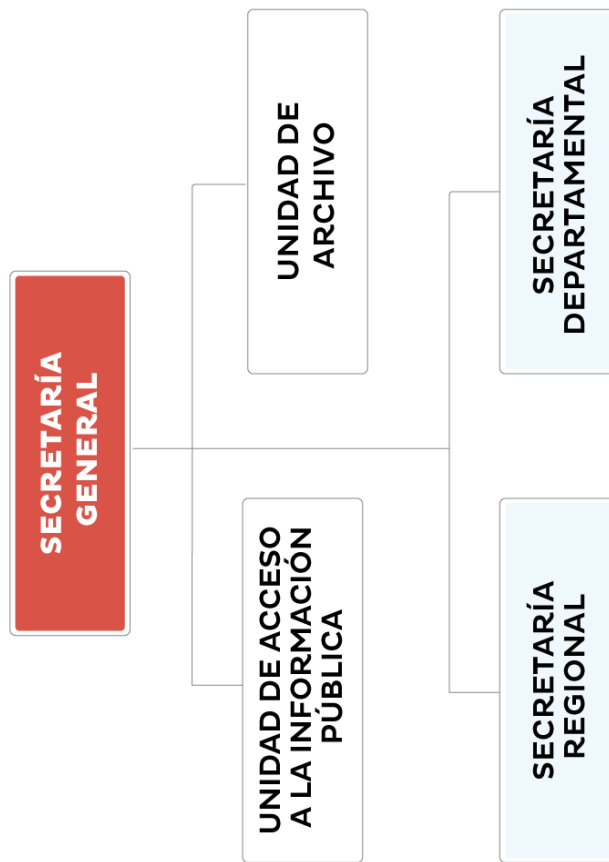 SECRETARÍA
GENERAL
UNIDAD DE ACCESO
A LA INFORMACIÓN
PÚBLICA
UNIDAD DE
ARCHIVO
SECRETARÍA
REGIONAL
SECRETARÍA
DEPARTAMENTAL